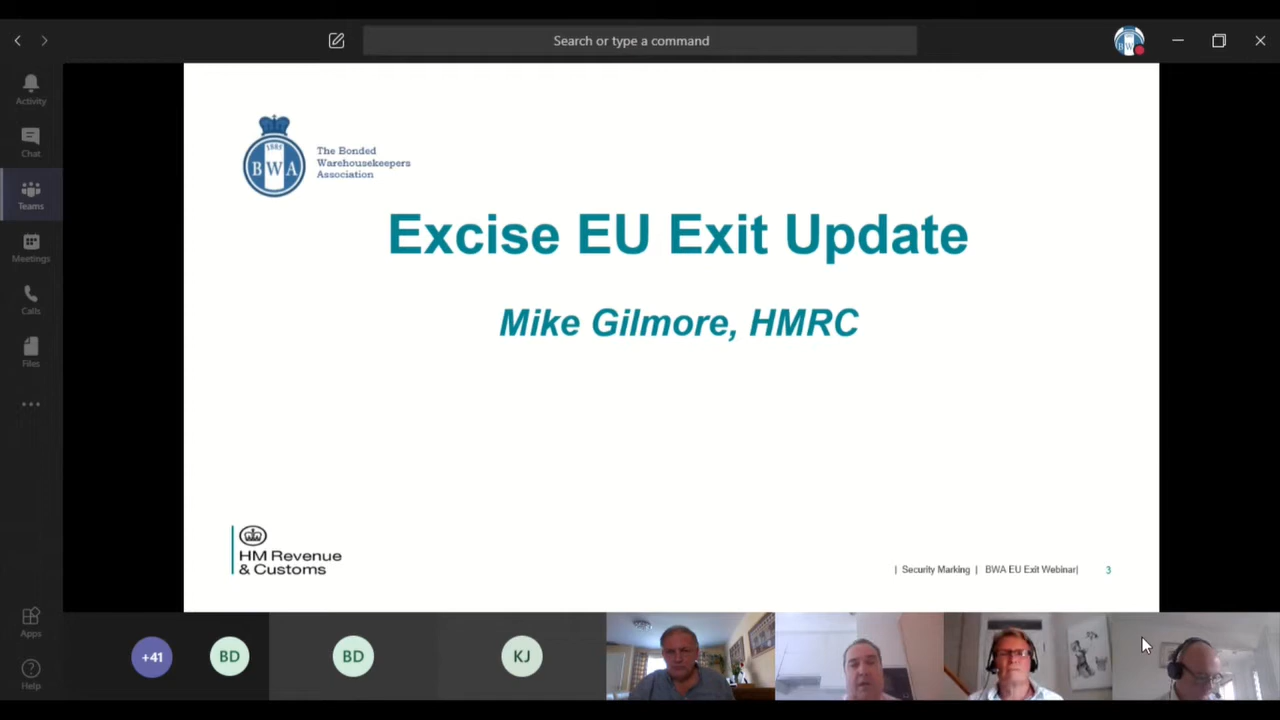 Search or type a command
BWA
Activity
Chat
Teams
Meetings
Calls
Files
Apps
Help
1885
BWA
The Bonded
Warehousekeepers
Association
Excise EU Exit Update
Mike Gilmore, HMRC
HM Revenue
& Customs
| Security Marking | BWA EU Exit Webinar|
3
+41
BD
BD
KJ